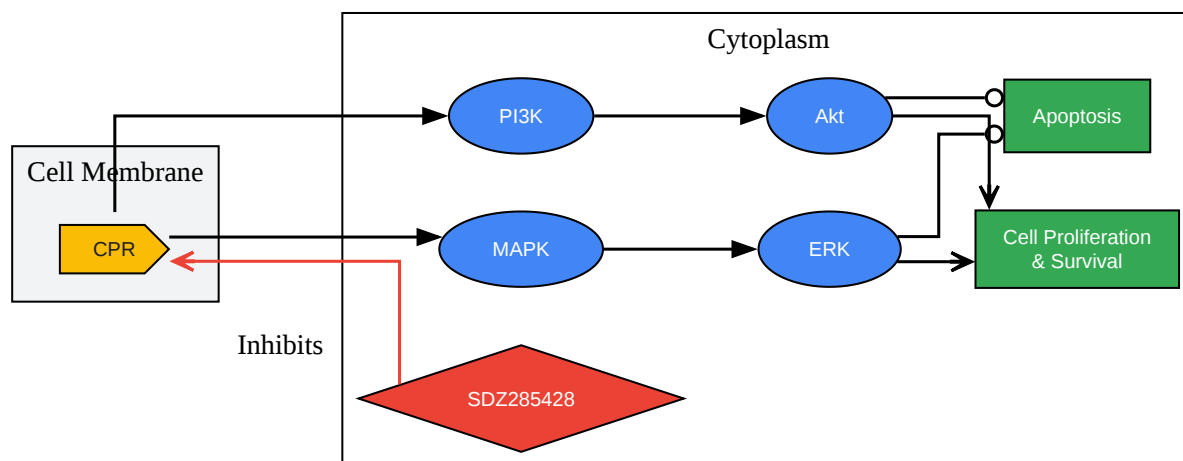 Cytoplasm
PI3K
Akt
Apoptosis
Cell Membrane
CPR
MAPK
ERK
Cell Proliferation
& Survival
Inhibits
SDZ285428